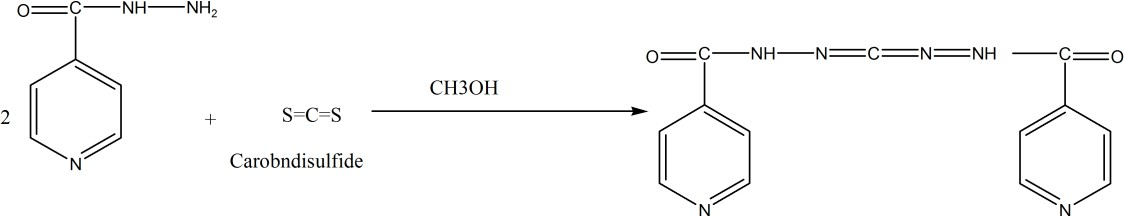 O=C—NH—NH2
N
2
+
S=C=S
Carobndisulfide
CH3OH
O=C—NH—N=C=N=NH—C=O
N
N